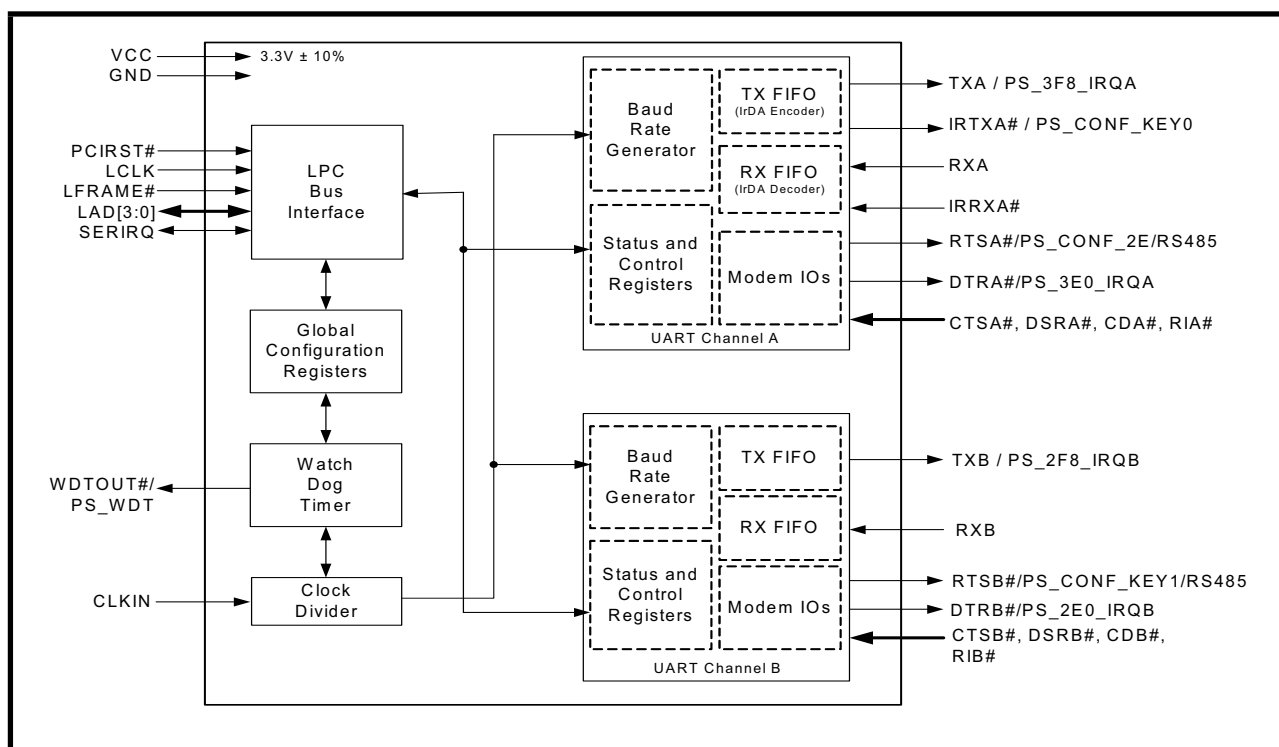 VCC
GND
3.3V ± 10%
PCIRST#
LCLK
LFRAME#
LAD[3:0]
SERIRQ
LPC
Bus
Interface
Global
Configuration
Registers
WDTOUT#/
PS_WDT
Watch
Dog
Timer
CLKIN
Clock
Divider
Baud
Rate
Generator
TX FIFO
(IrDA Encoder)
RX FIFO
(IrDA Decoder)
Status and
Control
Registers
Modem IOs
UART Channel A
TXA / PS_3F8_IRQA
IRTXA# / PS_CONF_KEY0
RXA
IRRXA#
RTSA#/PS_CONF_2E/RS485
DTRA#/PS_3E0_IRQA
CTSA#, DSRA#, CDA#, RIA#
Baud
Rate
Generator
TX FIFO
RX FIFO
Status and
Control
Registers
Modem IOs
UART Channel B
TXB / PS_2F8_IRQB
RXB
RTSB#/PS_CONF_KEY1/RS485
DTRB#/PS_2E0_IRQB
CTSB#, DSRB#, CDB#,
RIB#